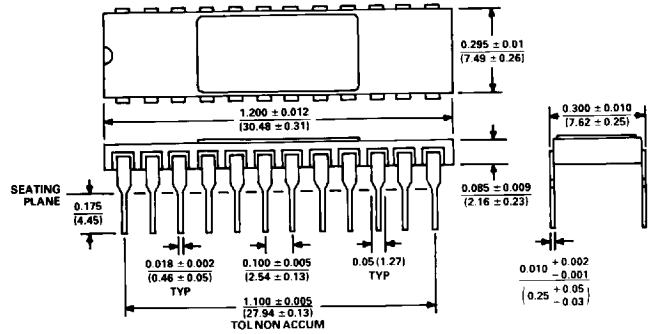 0.295 ± 0.01
(7.49 ± 0.26)
1.200 ± 0.012
(30.48 ± 0.31)
0.300 ± 0.010
(7.62 ± 0.25)
SEATING
PLANE
0.175
(4.45)
0.085 ± 0.009
(2.16 ± 0.23)
0.018 ± 0.002
(0.46 ± 0.05)
TYP
0.100 ± 0.005
(2.54 ± 0.13)
0.05 (1.27)
TYP
0.010 + 0.002
- 0.001
(0.25 + 0.05
- 0.03)
1.100 ± 0.005
(27.94 ± 0.13)
TOL NON ACCUM